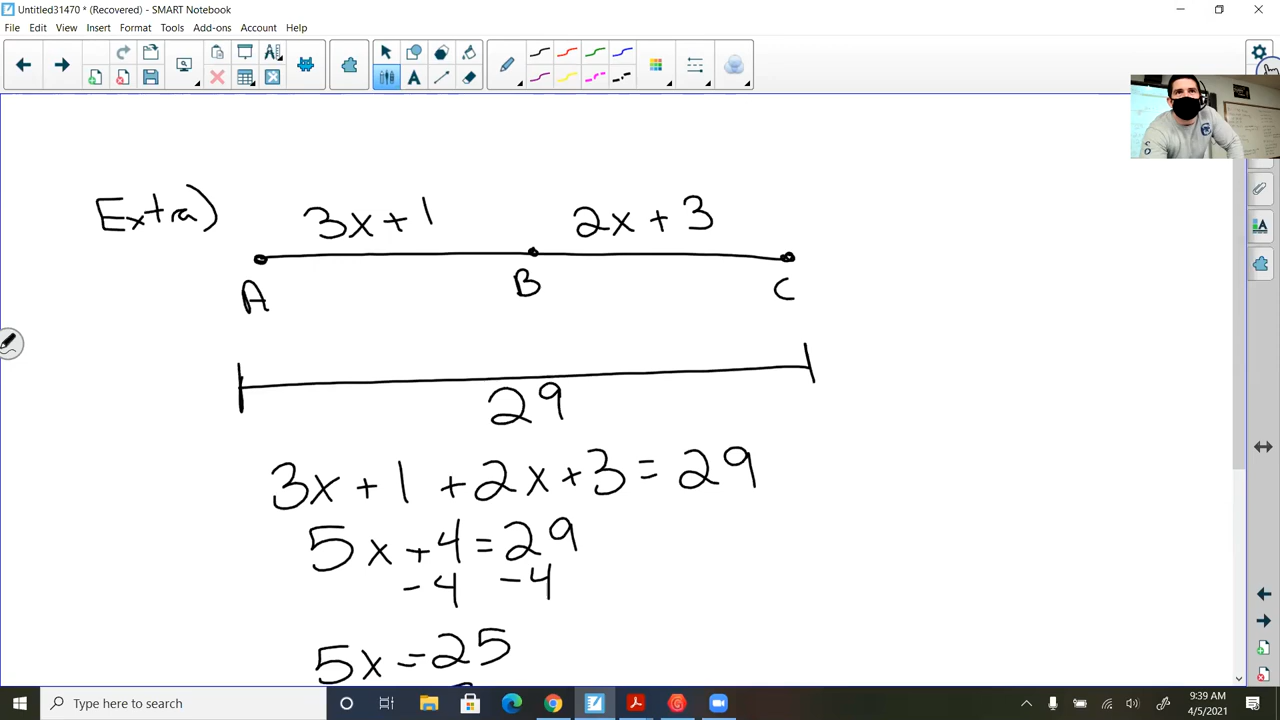 Untitled31470 * (Recovered) - SMART Notebook
File Edit View Insert Format Tools Add-ons Account Help
Extra) 3x+1 2x+3
A B C
29
3x+1 +2x+3=29
5x+4=29
-4 -4
5x=25
Type here to search
9:39 AM
4/5/2021